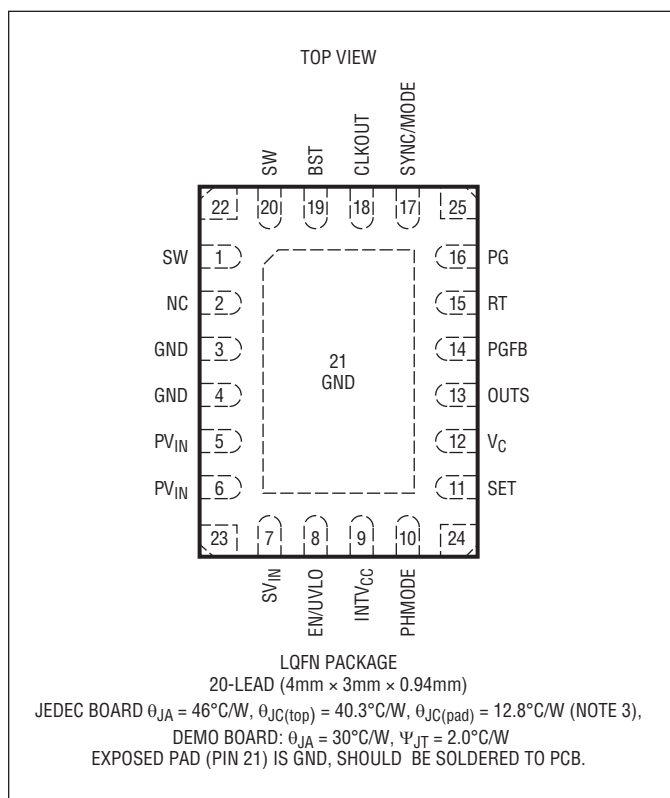 TOP VIEW
SW BST CLKOUT SYNC/MODE
22 20 19 18 17 25
SW 1 16 PG
NC 2 15 RT
GND 3 14 PGFB
21
GND
GND 4 13 OUTS
PVIN 5 12 VC
PVIN 6 11 SET
23 7 8 9 10 24
SVIN EN/UVLO INTVCC PHMODE
LQFN PACKAGE
20-LEAD (4mm × 3mm × 0.94mm)
JEDEC BOARD θJA = 46°C/W, θJC(top) = 40.3°C/W, θJC(pad) = 12.8°C/W (NOTE 3),
DEMO BOARD: θJA = 30°C/W, ΨJT = 2.0°C/W
EXPOSED PAD (PIN 21) IS GND, SHOULD BE SOLDERED TO PCB.